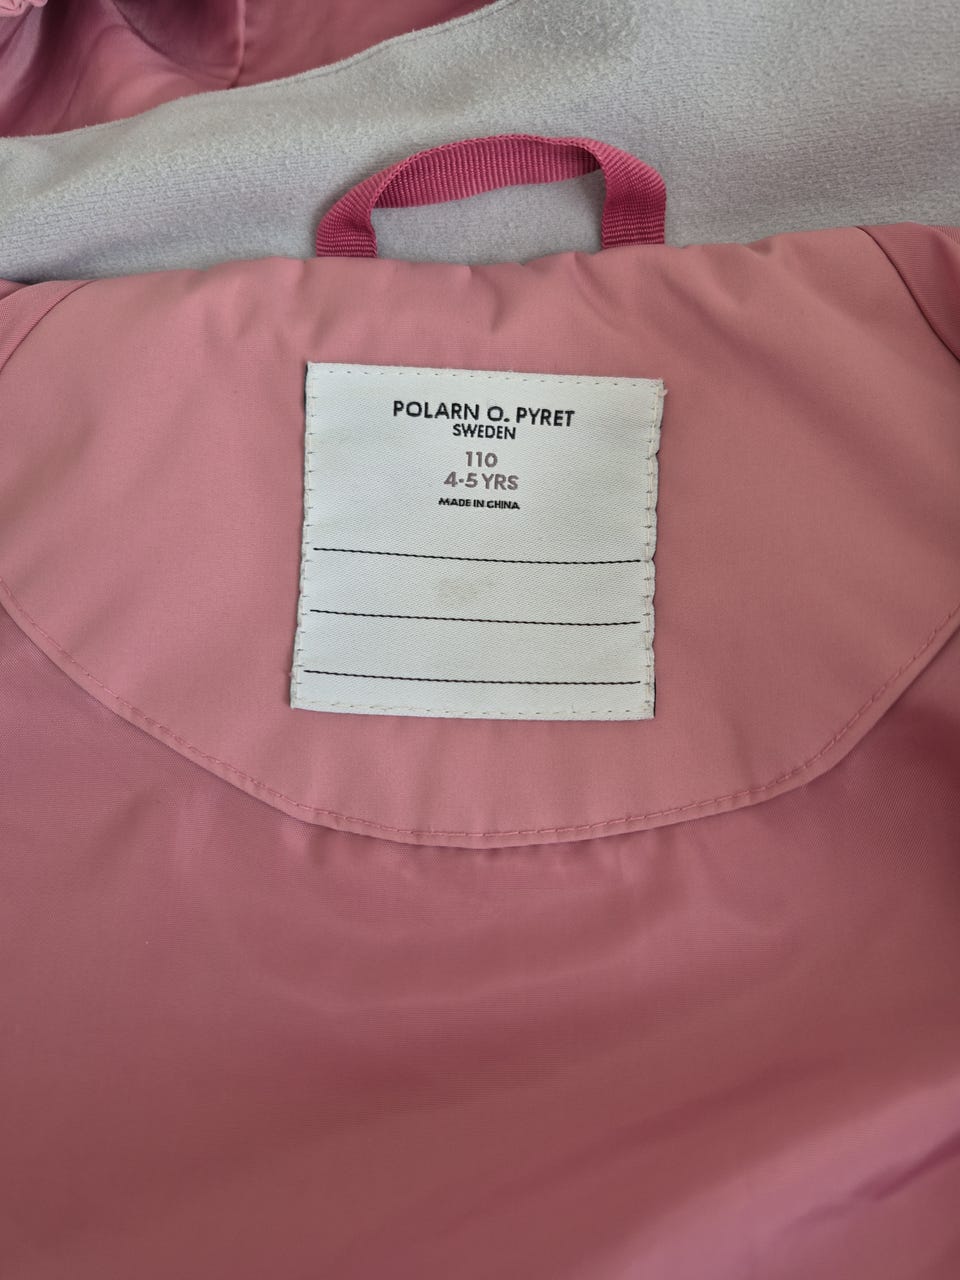 POLARN O. PYRET
SWEDEN
110
4-5 YRS
MADE IN CHINA